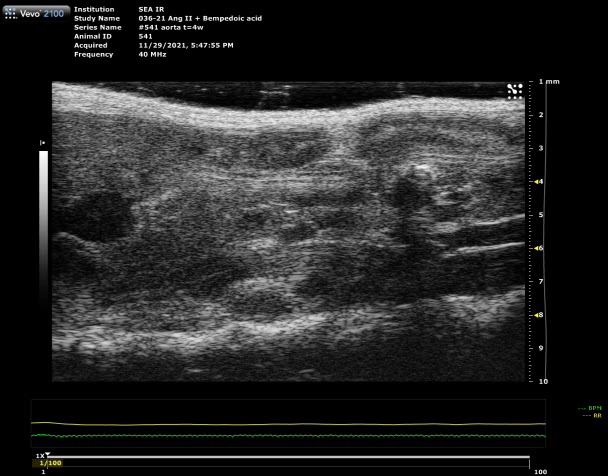 Vevo 2100
Institution SEA IR
Study Name 036-21 Ang II + Bempedoic acid
Series Name #541 aorta t=4w
Animal ID 541
Acquired 11/29/2021, 5:47:55 PM
Frequency 40 MHz
1 mm
2
3
4
5
6
7
8
9
10
BPM
RR
1X
1/100
1 100